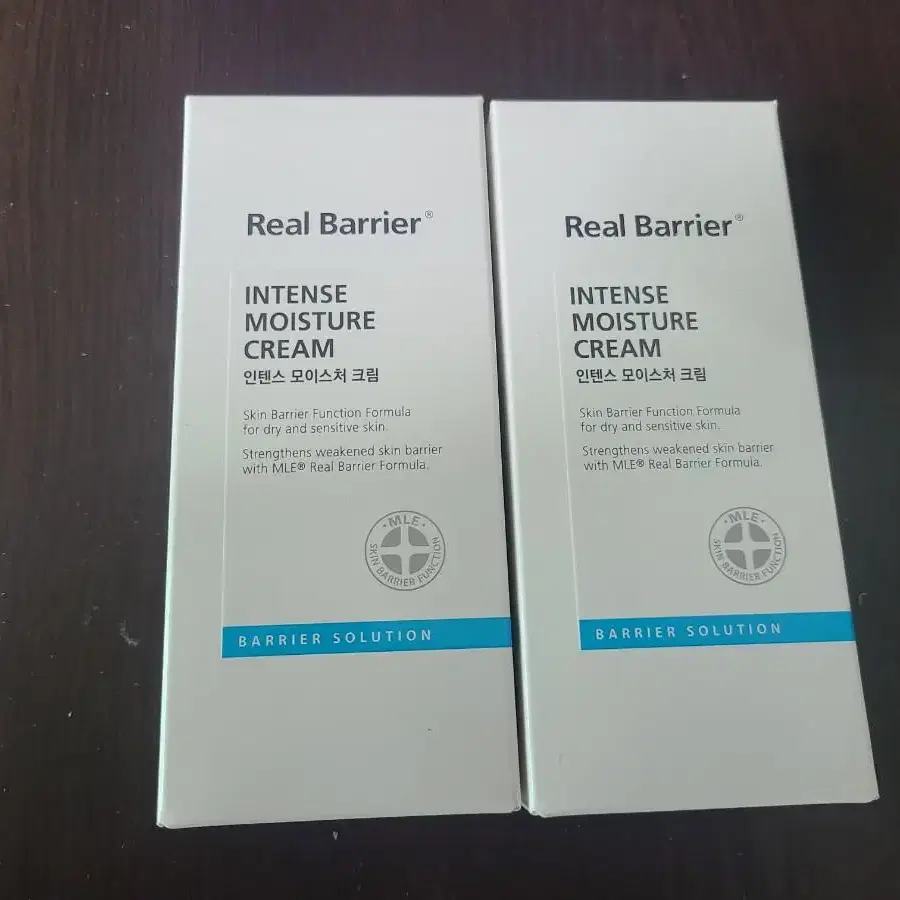 Real Barrier®
INTENSE
MOISTURE
CREAM
인텐스 모이스처 크림
Skin Barrier Function Formula
for dry and sensitive skin.
Strengthens weakened skin barrier
with MLE® Real Barrier Formula.
·MLE·
SKIN BARRIER FUNCTION
BARRIER SOLUTION
Real Barrier®
INTENSE
MOISTURE
CREAM
인텐스 모이스처 크림
Skin Barrier Function Formula
for dry and sensitive skin.
Strengthens weakened skin barrier
with MLE® Real Barrier Formula.
·MLE·
SKIN BARRIER FUNCTION
BARRIER SOLUTION